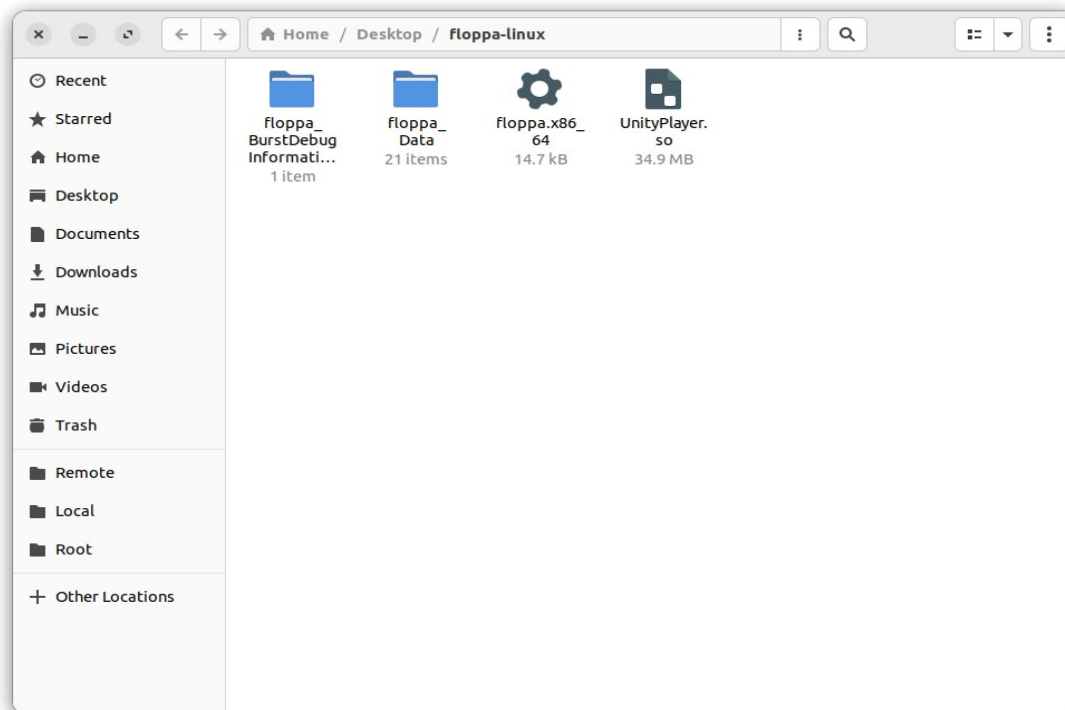 Home / Desktop / floppa-linux
Recent
Starred
Home
Desktop
Documents
Downloads
Music
Pictures
Videos
Trash
Remote
Local
Root
Other Locations
floppa_
BurstDebug
Informati...
1 item
floppa_
Data
21 items
floppa.x86_
64
14.7 kB
UnityPlayer.
so
34.9 MB